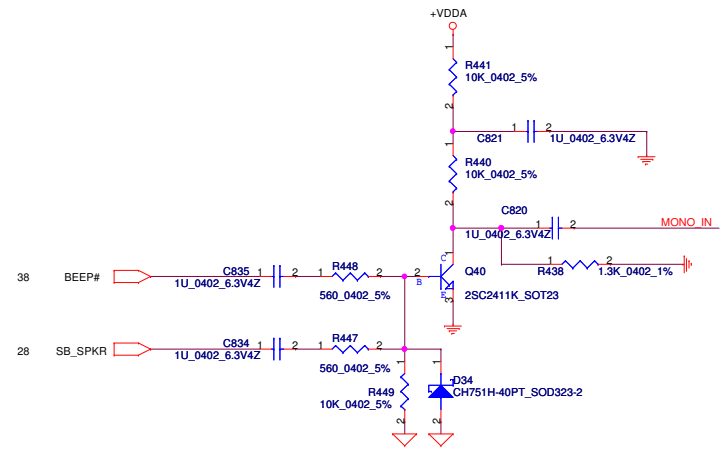 +VDDA
1
R441
10K_0402_5%
2
C821
1 2
1U_0402_6.3V4Z
1
R440
10K_0402_5%
2
C820
1 2
1U_0402_6.3V4Z
MONO_IN
1 2
R438
1.3K_0402_1%
38 BEEP#
C835
1 2
1U_0402_6.3V4Z
R448
1 2
560_0402_5%
2
B
C
1
E
3
Q40
2SC2411K_SOT23
28 SB_SPKR
C834
1 2
1U_0402_6.3V4Z
R447
1 2
560_0402_5%
1
R449
10K_0402_5%
2
1
D34
CH751H-40PT_SOD323-2
2